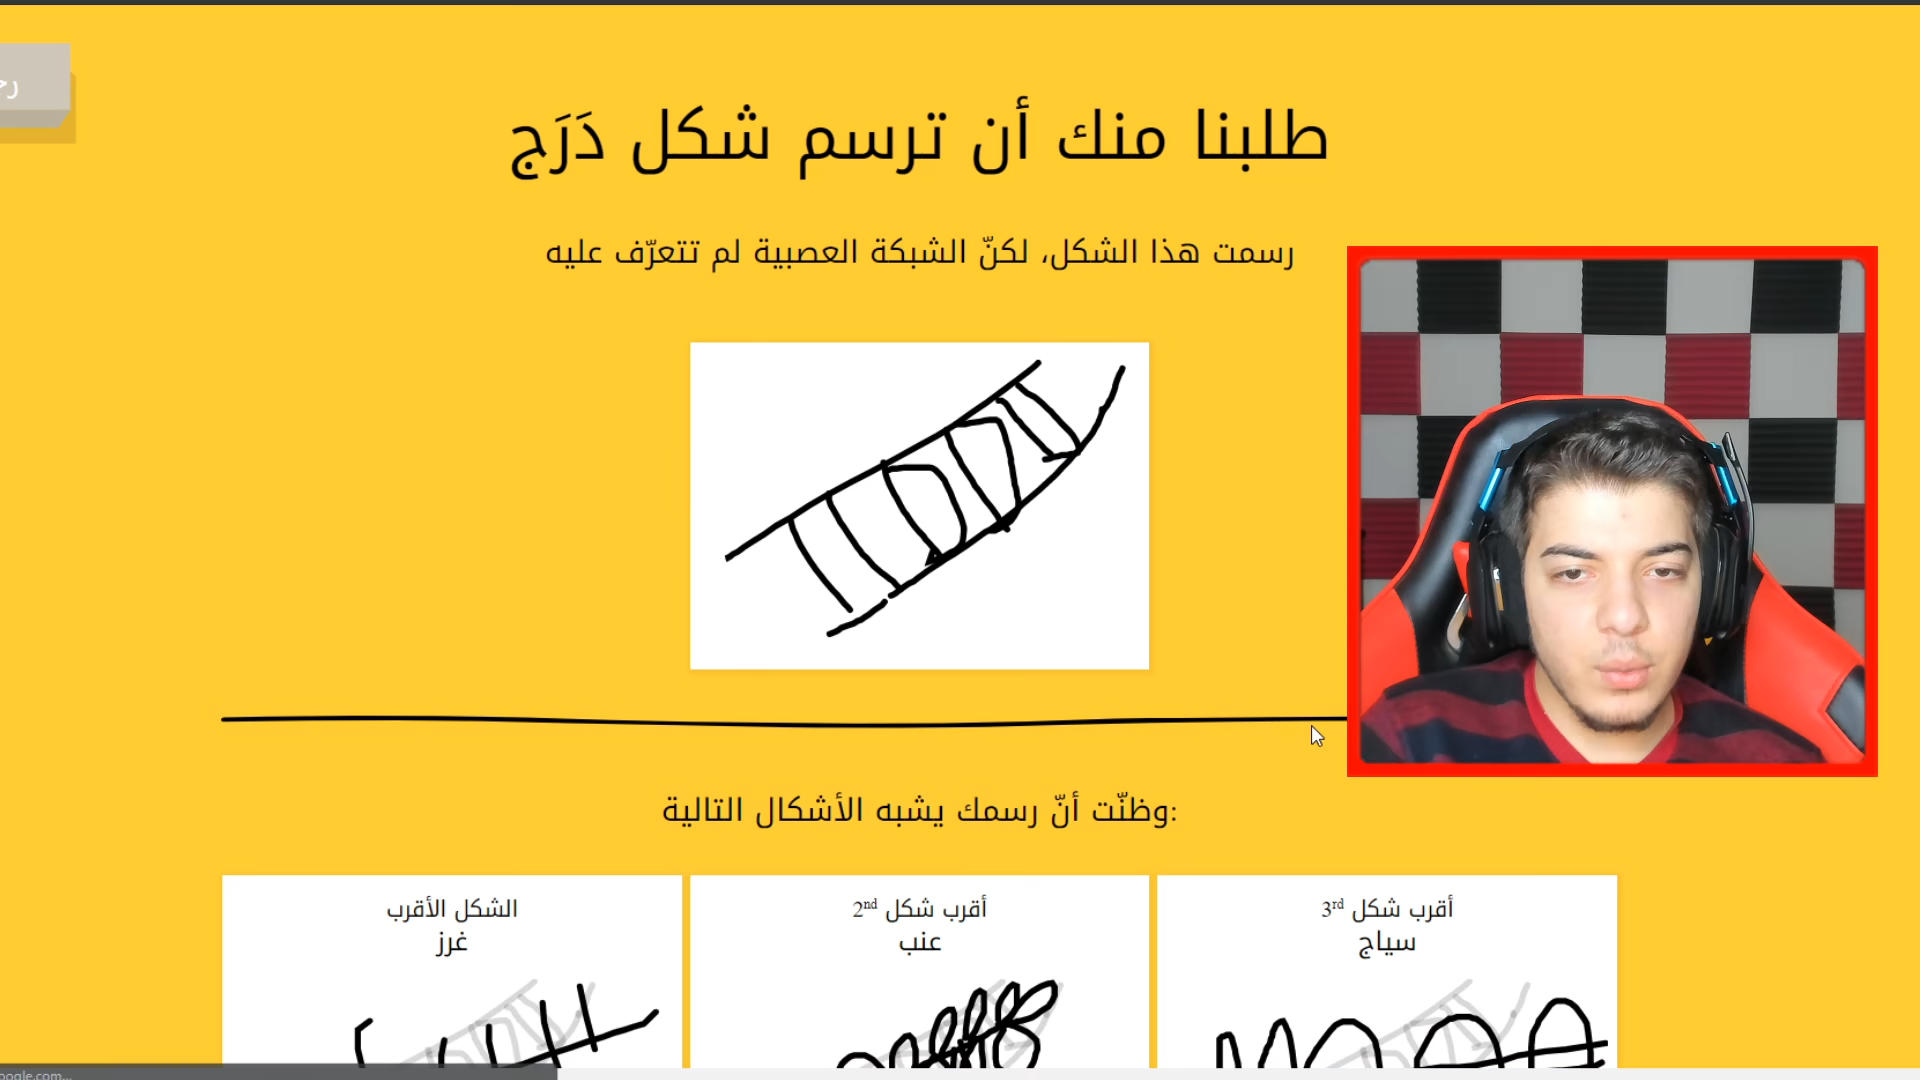 طلبنا منك أن ترسم شكل دَرَج
رسمت هذا الشكل، لكنّ الشبكة العصبية لم تتعرّف عليه
وظنّت أنّ رسمك يشبه الأشكال التالية:
الشكل الأقرب
غرز
أقرب شكل 2nd
عنب
أقرب شكل 3rd
سياج